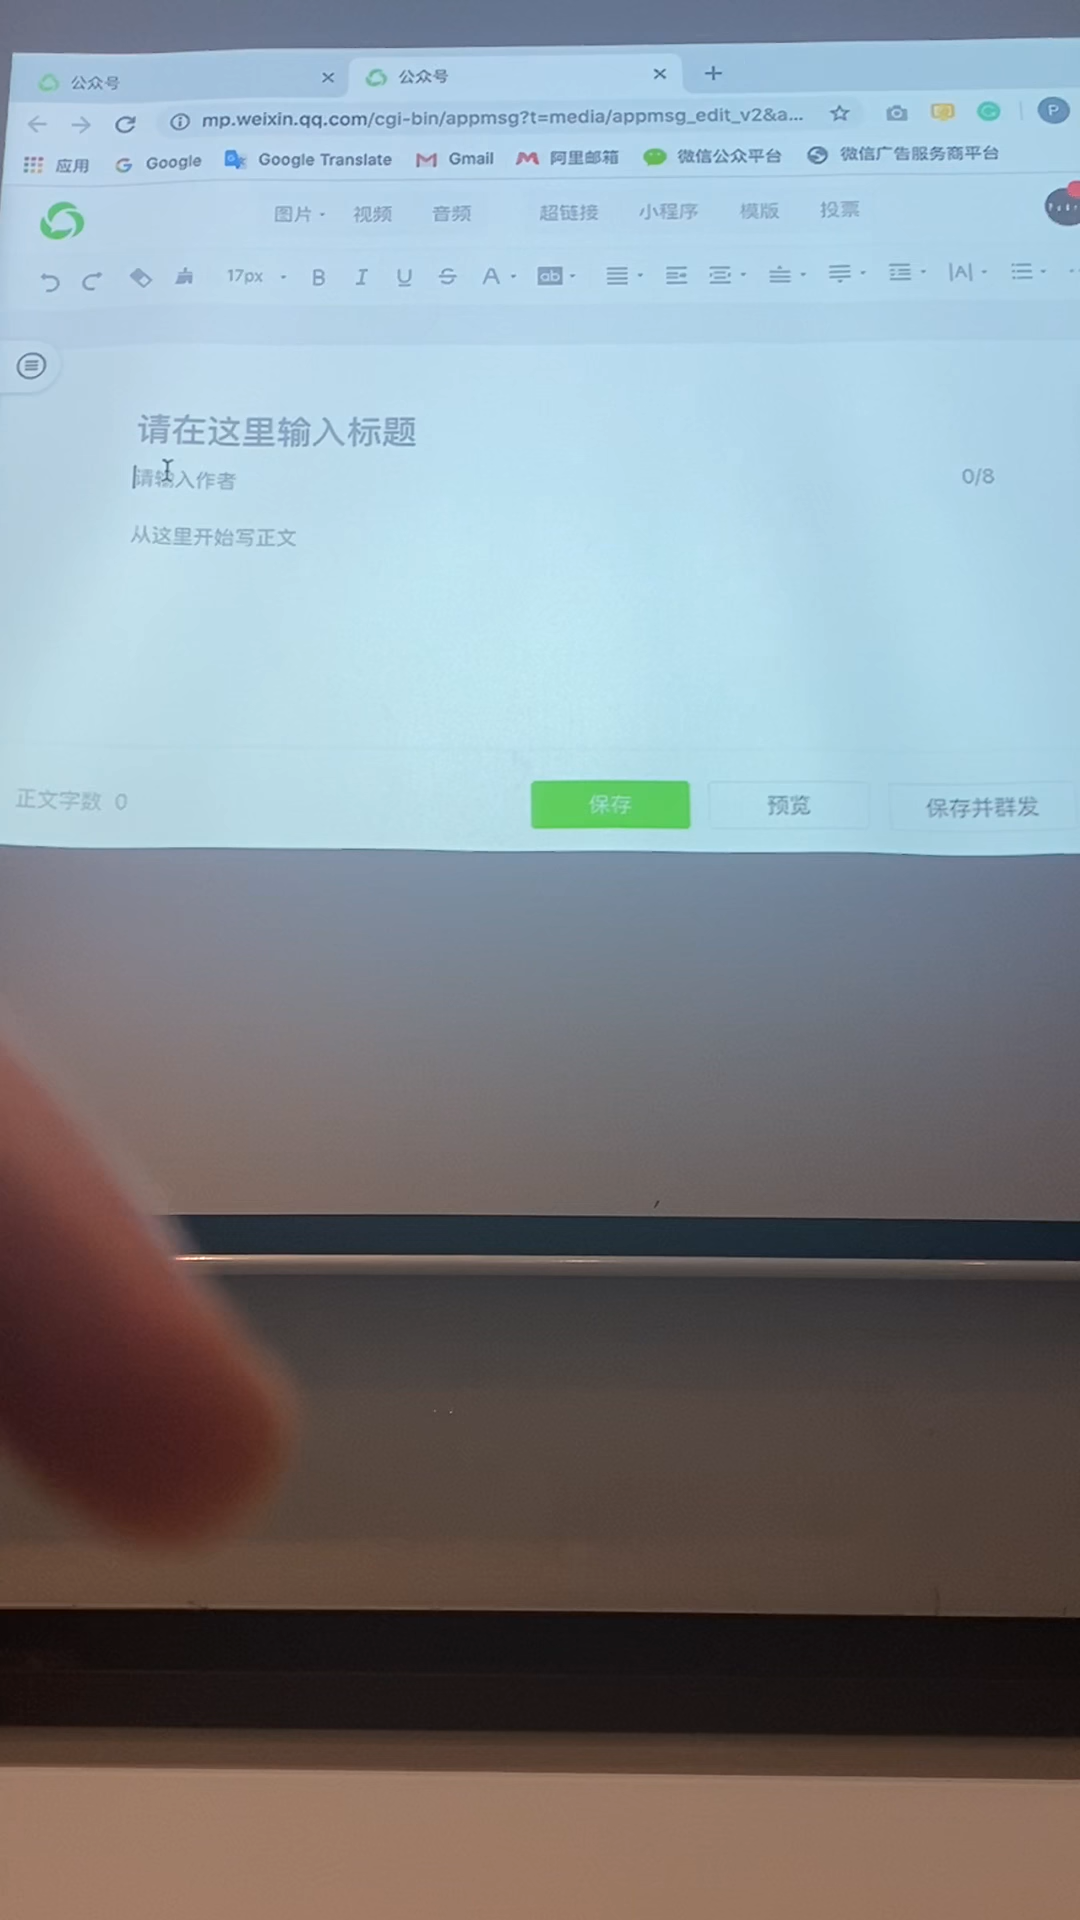 公众号
公众号
mp.weixin.qq.com/cgi-bin/appmsg?t=media/appmsg_edit_v2&a...
P
应用 Google Google Translate Gmail 阿里邮箱 微信公众平台 微信广告服务商平台
图片 视频 音频 超链接 小程序 模版 投票
17px B I U S A ab |A|
请在这里输入标题
请输入作者 0/8
从这里开始写正文
正文字数 0 保存 预览 保存并群发